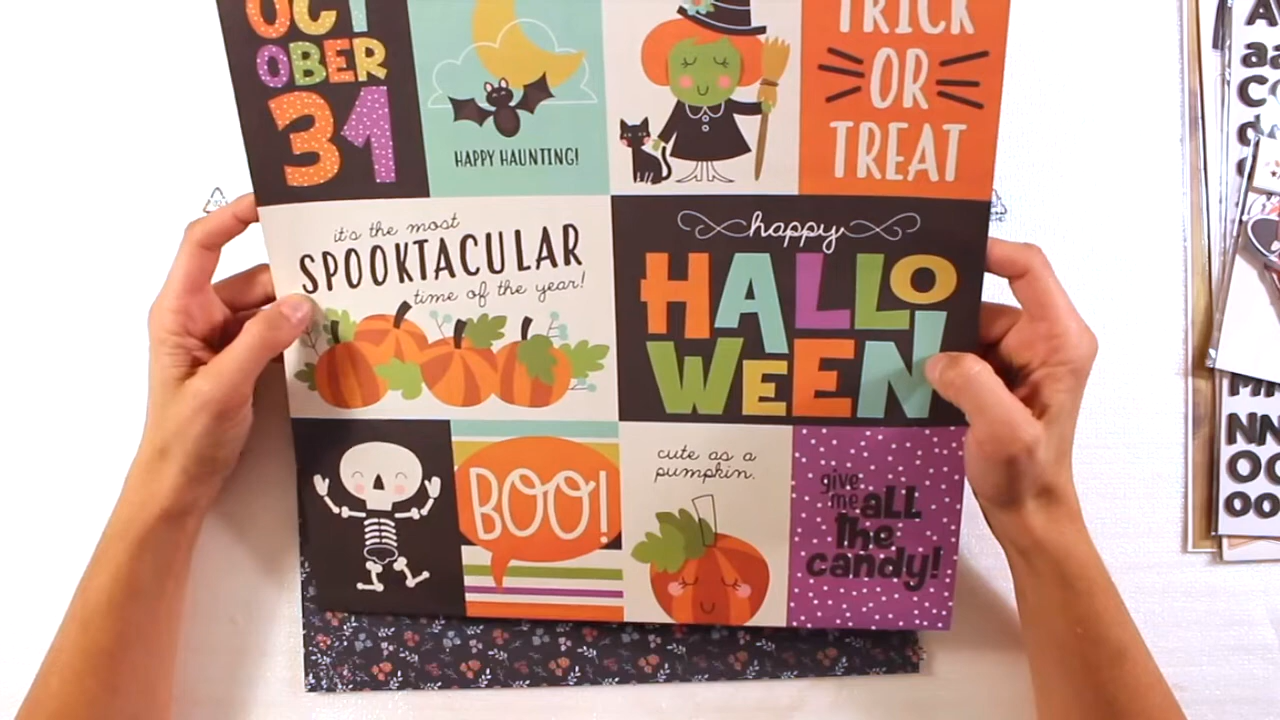 OCT
OBER
31
HAPPY HAUNTING!
TRICK
OR
TREAT
it's the most
SPOOKTACULAR
time of the year!
happy
HALLO
WEEN
BOO!
cute as a
pumpkin.
give
me all
the
candy!